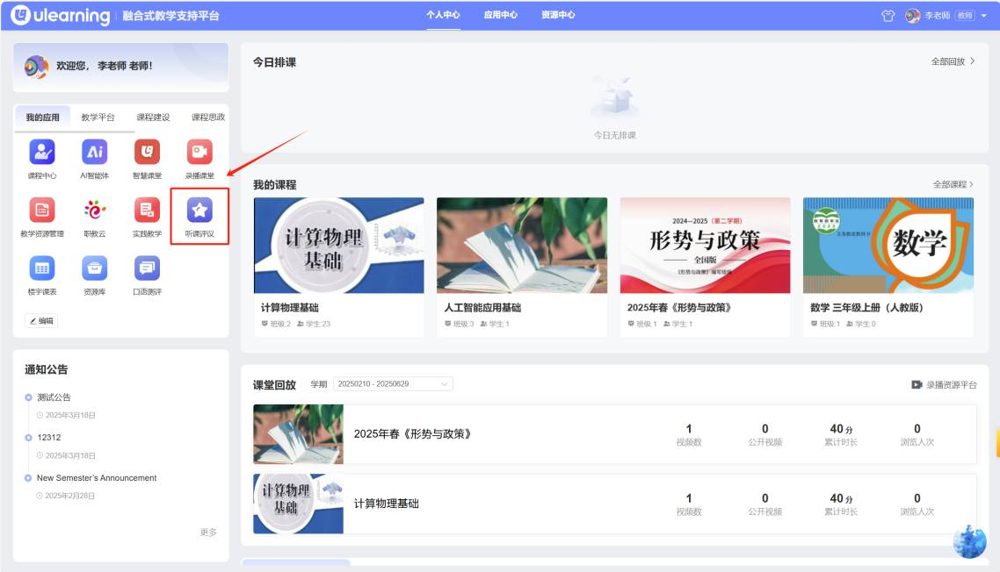 ulearning 融合式教学支持平台
个人中心 应用中心 资源中心
李老师 教师
欢迎您, 李老师 老师!
我的应用 教学平台 课程建设 课程思政
课程中心 AI智能体 智慧课堂 录播课堂
教学资源管理 职教云 实践教学 听课评议
楼宇课表 资源库 口语测评
编辑
通知公告
测试公告
2025年3月18日
12312
2025年3月18日
New Semester's Announcement
2025年2月28日
更多
今日排课 全部回放
今日无排课
我的课程 全部课程
计算物理
基础
2024—2025（第二学期）
形势与政策
全国版
数学
计算物理基础
班级:2 学生:23
人工智能应用基础
班级:3 学生:1
2025年春《形势与政策》
班级:1 学生:1
数学 三年级上册（人教版）
班级:1 学生:0
课堂回放 学期 20250210 - 20250629 录播资源平台
2025年春《形势与政策》
1 0 40分 0
视频数 公开视频 累计时长 浏览人次
计算物理
基础
计算物理基础
1 0 40分 0
视频数 公开视频 累计时长 浏览人次